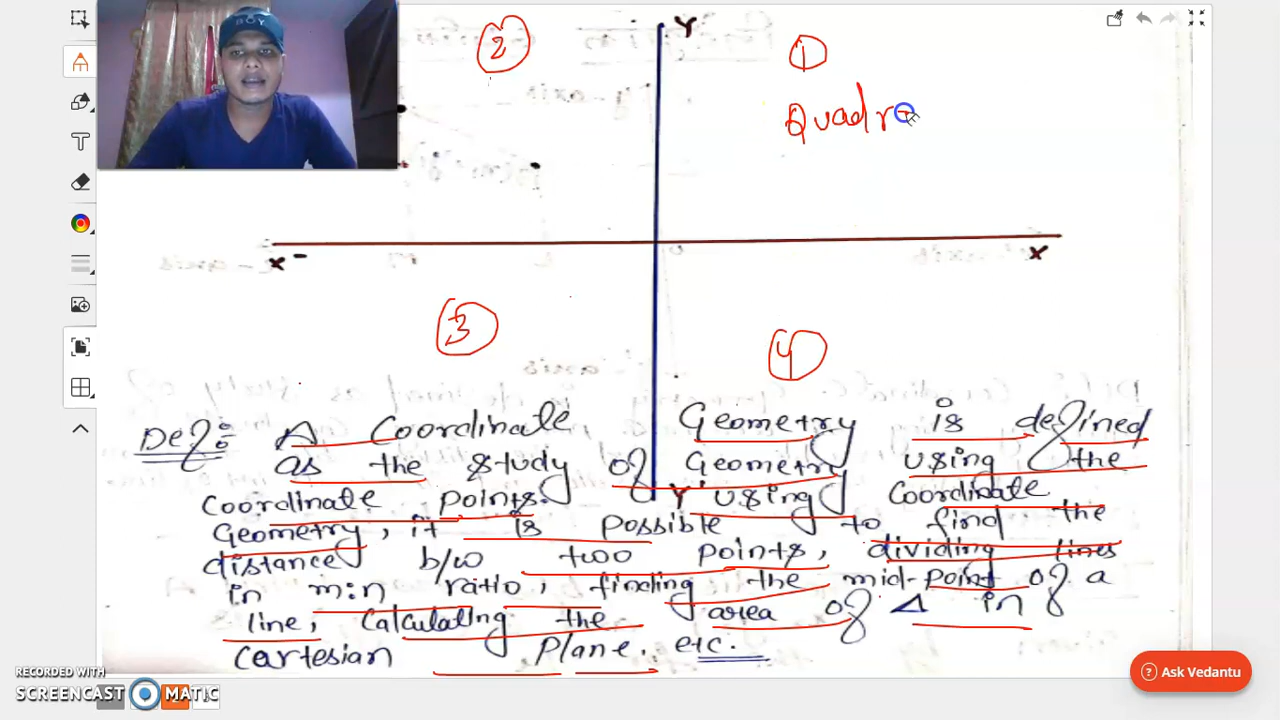 BOY
2
Y
1
Quadr
X-
X
3
4
Def: A Coordinate Geometry is defined
as the study of Geometry using the
Coordinate points. Y' using Coordinate
Geometry, it is possible to find the
distance b/w two points, dividing lines
in m:n ratio, finding the mid-point of a
line, Calculating the area of Δ in
Cartesian Plane. etc.
Ask Vedantu
RECORDED WITH
SCREENCAST MATIC